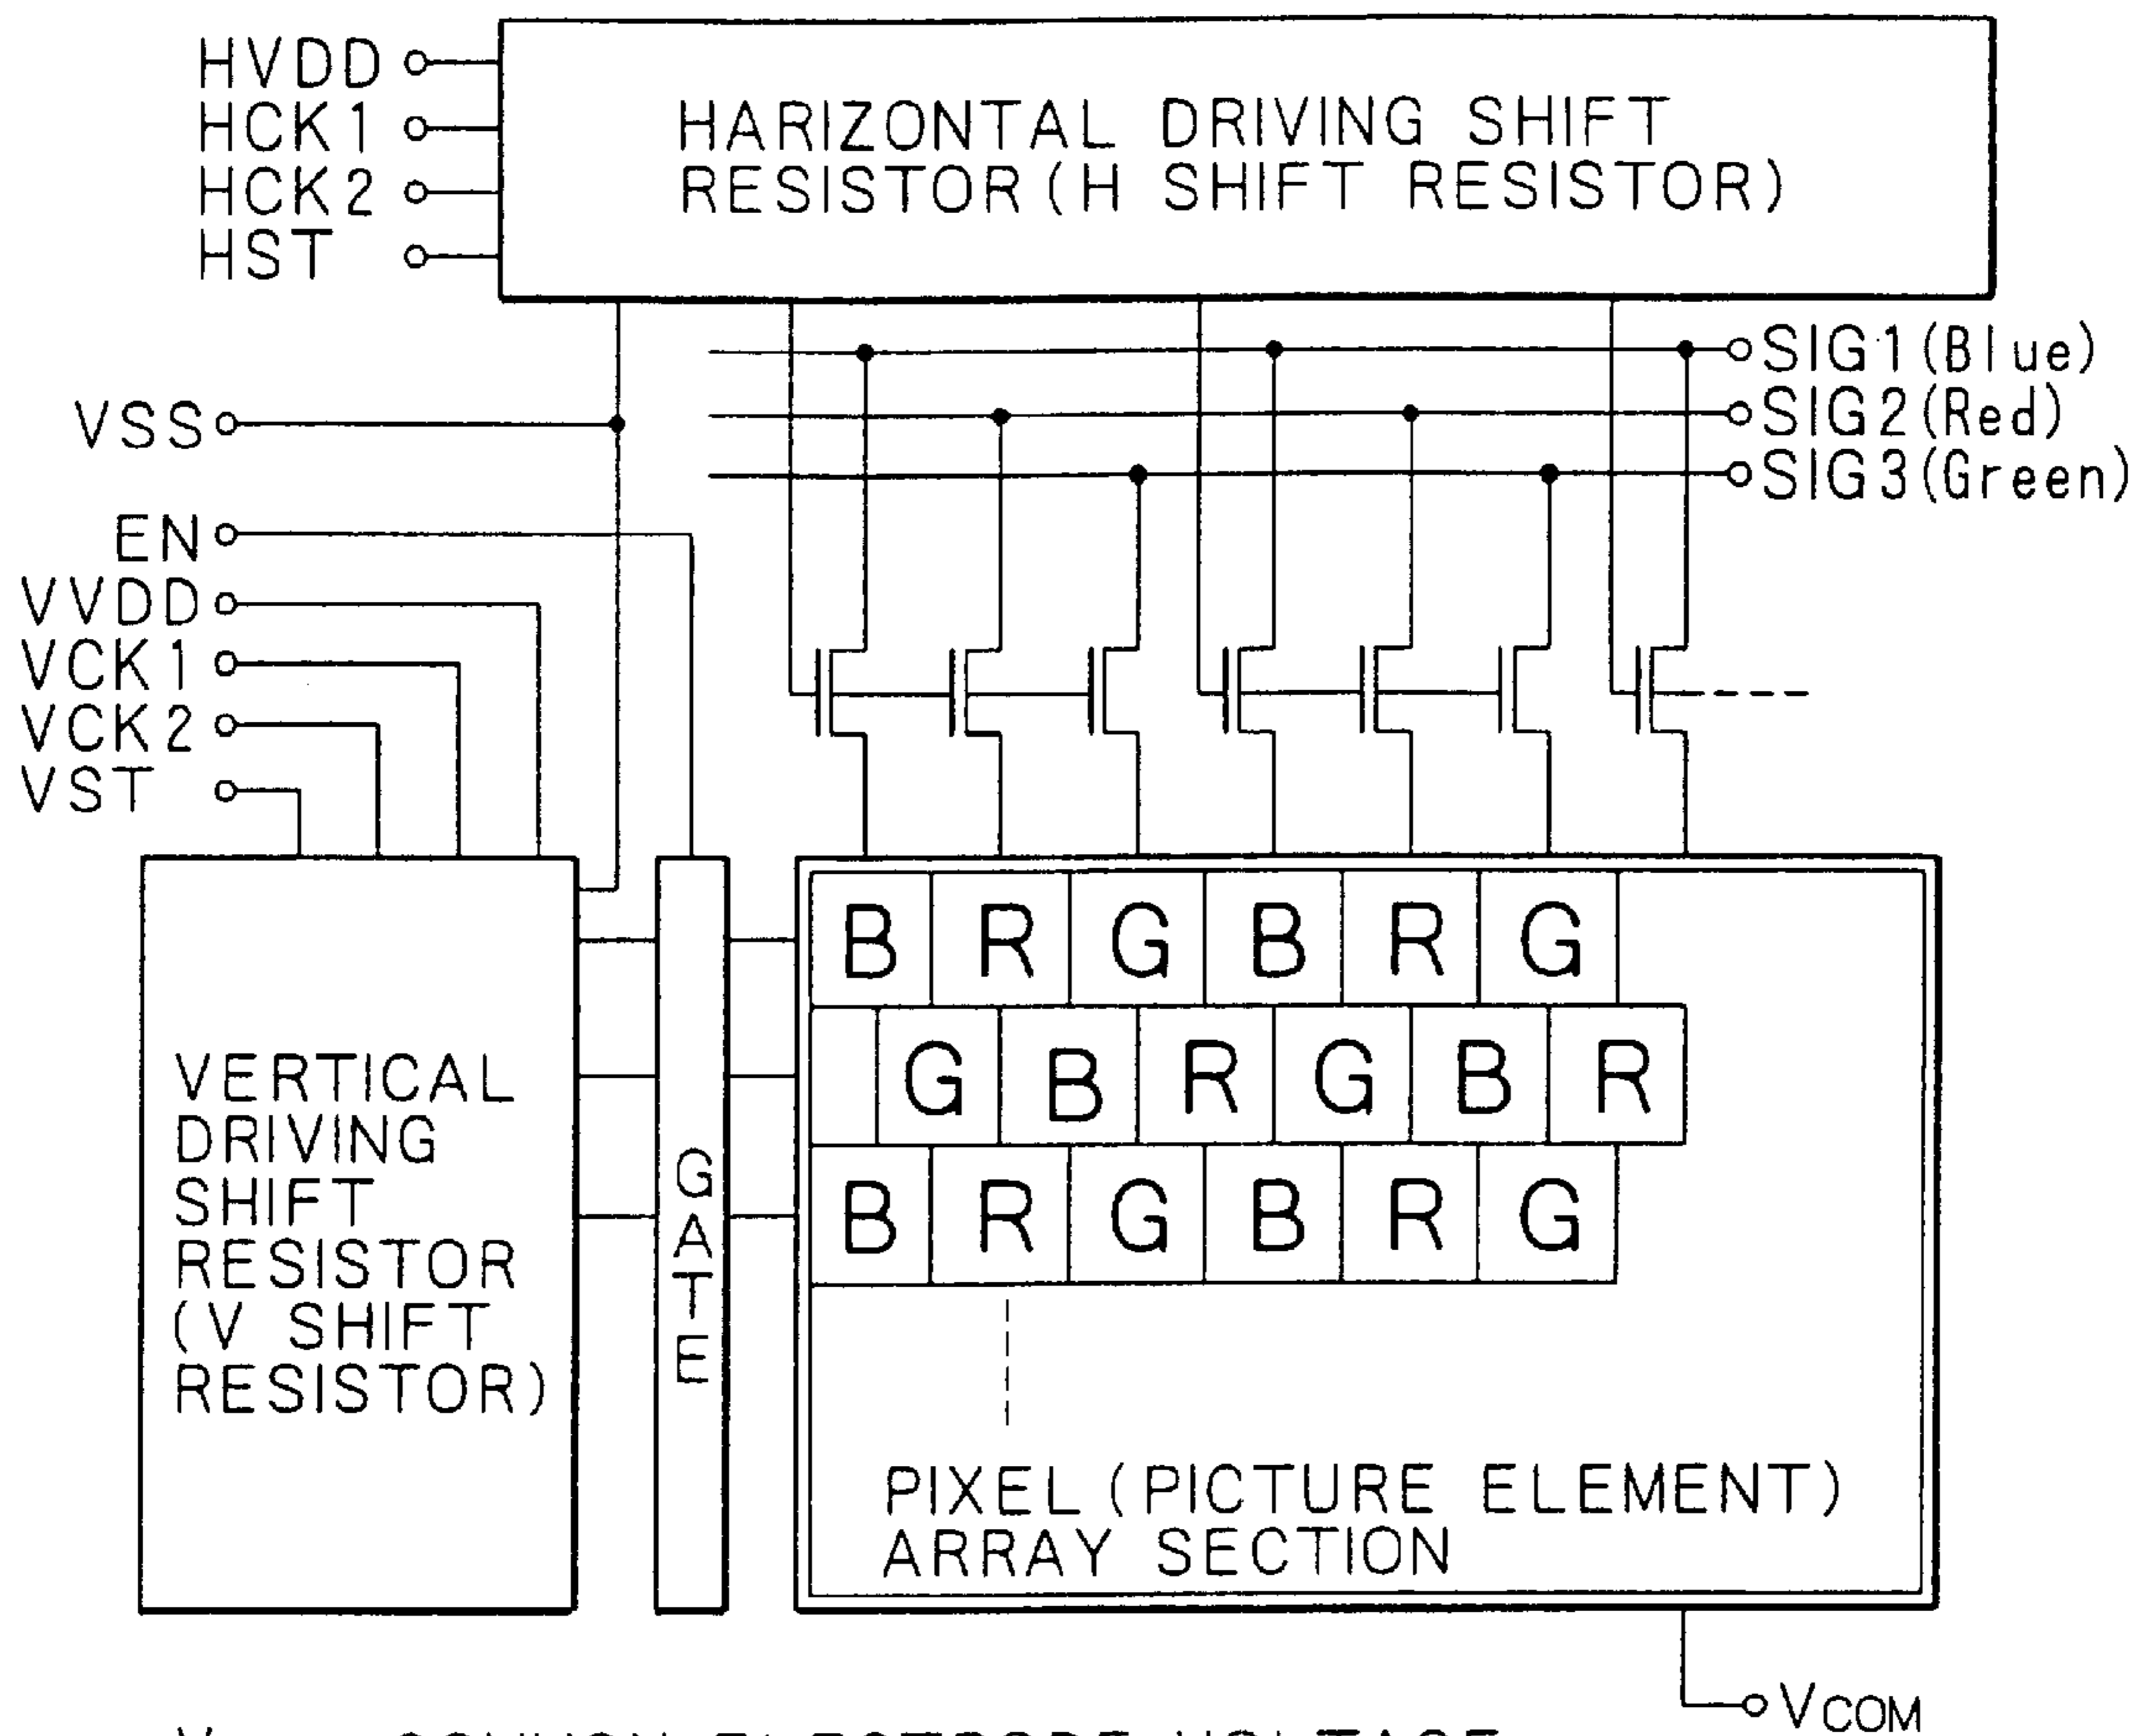 HVDD
HCK1
HCK2
HST
HARIZONTAL DRIVING SHIFT
RESISTOR(H SHIFT RESISTOR)
SIG1(Blue)
SIG2(Red)
SIG3(Green)
VSS
EN
VVDD
VCK1
VCK2
VST
VERTICAL
DRIVING
SHIFT
RESISTOR
(V SHIFT
RESISTOR)
GATE
B R G B R G
G B R G B R
B R G B R G
PIXEL(PICTURE ELEMENT)
ARRAY SECTION
VCOM